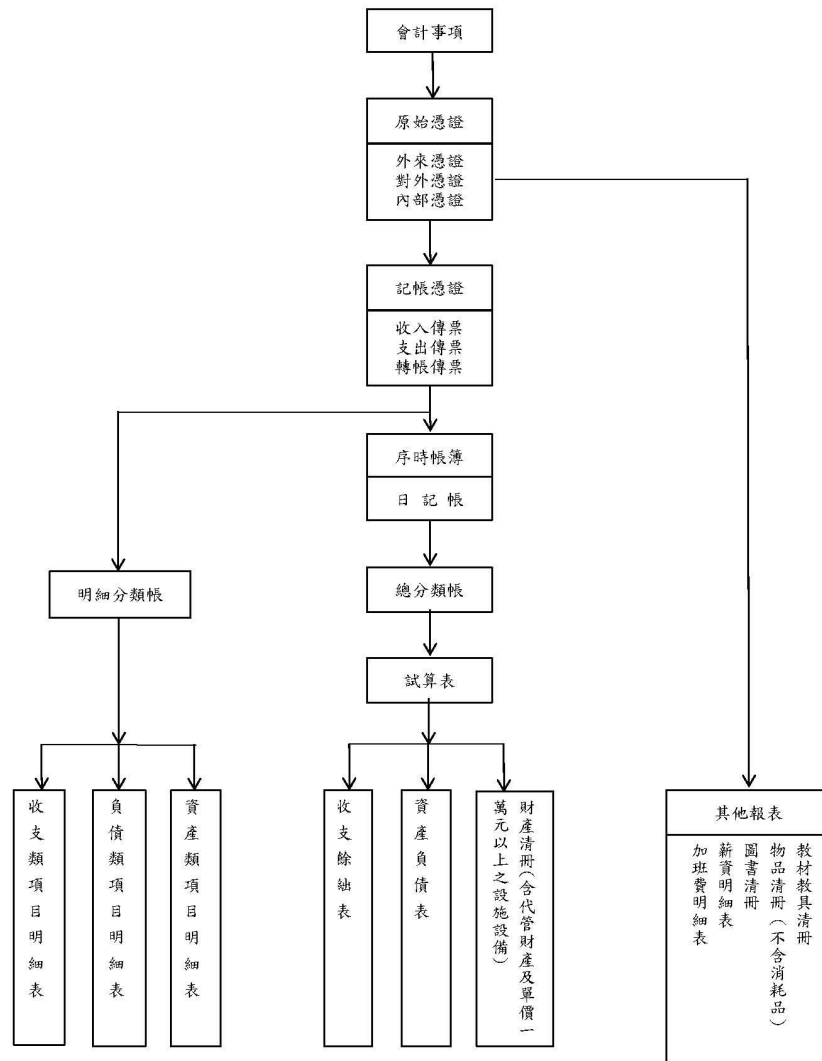 會計事項
原始憑證
外來憑證
對外憑證
內部憑證
記帳憑證
收入傳票
支出傳票
轉帳傳票
序時帳簿
日記帳
明細分類帳
總分類帳
試算表
收支類項目明細表
負債類項目明細表
資產類項目明細表
收支餘絀表
資產負債表
財產清冊(含代管財產及單價一
萬元以上之設施設備)
其他報表
教材教具清冊
物品清冊(不含消耗品)
圖書清冊
薪資明細表
加班費明細表